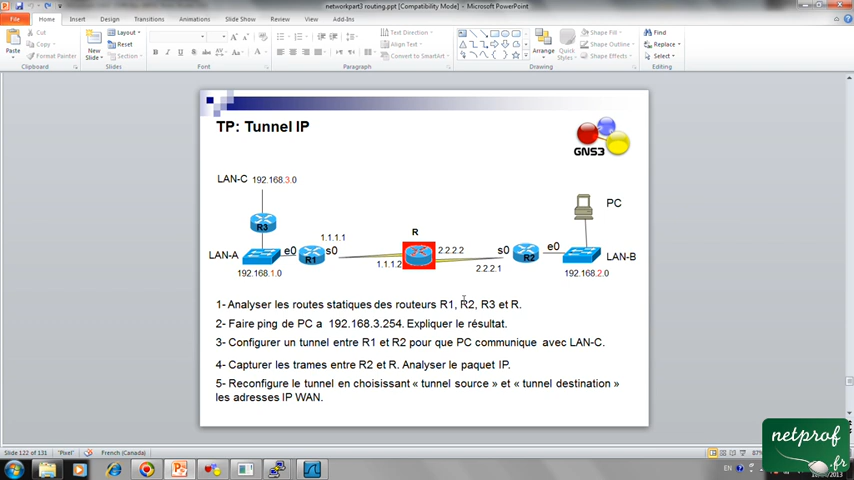 networkpart3 routing.ppt [Compatibility Mode] - Microsoft PowerPoint
File Home Insert Design Transitions Animations Slide Show Review View Add-Ins
Paste
New Slide
Layout
Reset
Section
Text Direction
Align Text
Convert to SmartArt
Arrange
Quick Styles
Shape Fill
Shape Outline
Shape Effects
Find
Replace
Select
Clipboard Slides Font Paragraph Drawing Editing
TP: Tunnel IP
GNS3
LAN-C 192.168.3.0
R3
LAN-A
e0
R1
s0
1.1.1.1
192.168.1.0
R
1.1.1.2
2.2.2.2
2.2.2.1
s0
R2
e0
PC
LAN-B
192.168.2.0
1- Analyser les routes statiques des routeurs R1, R2, R3 et R.
2- Faire ping de PC a 192.168.3.254. Expliquer le résultat.
3- Configurer un tunnel entre R1 et R2 pour que PC communique avec LAN-C.
4- Capturer les trames entre R2 et R. Analyser le paquet IP.
5- Reconfigure le tunnel en choisissant « tunnel source » et « tunnel destination »
les adresses IP WAN.
Slide 122 of 131 "Pixel" French (Canada) 87%
EN
netprof
.fr